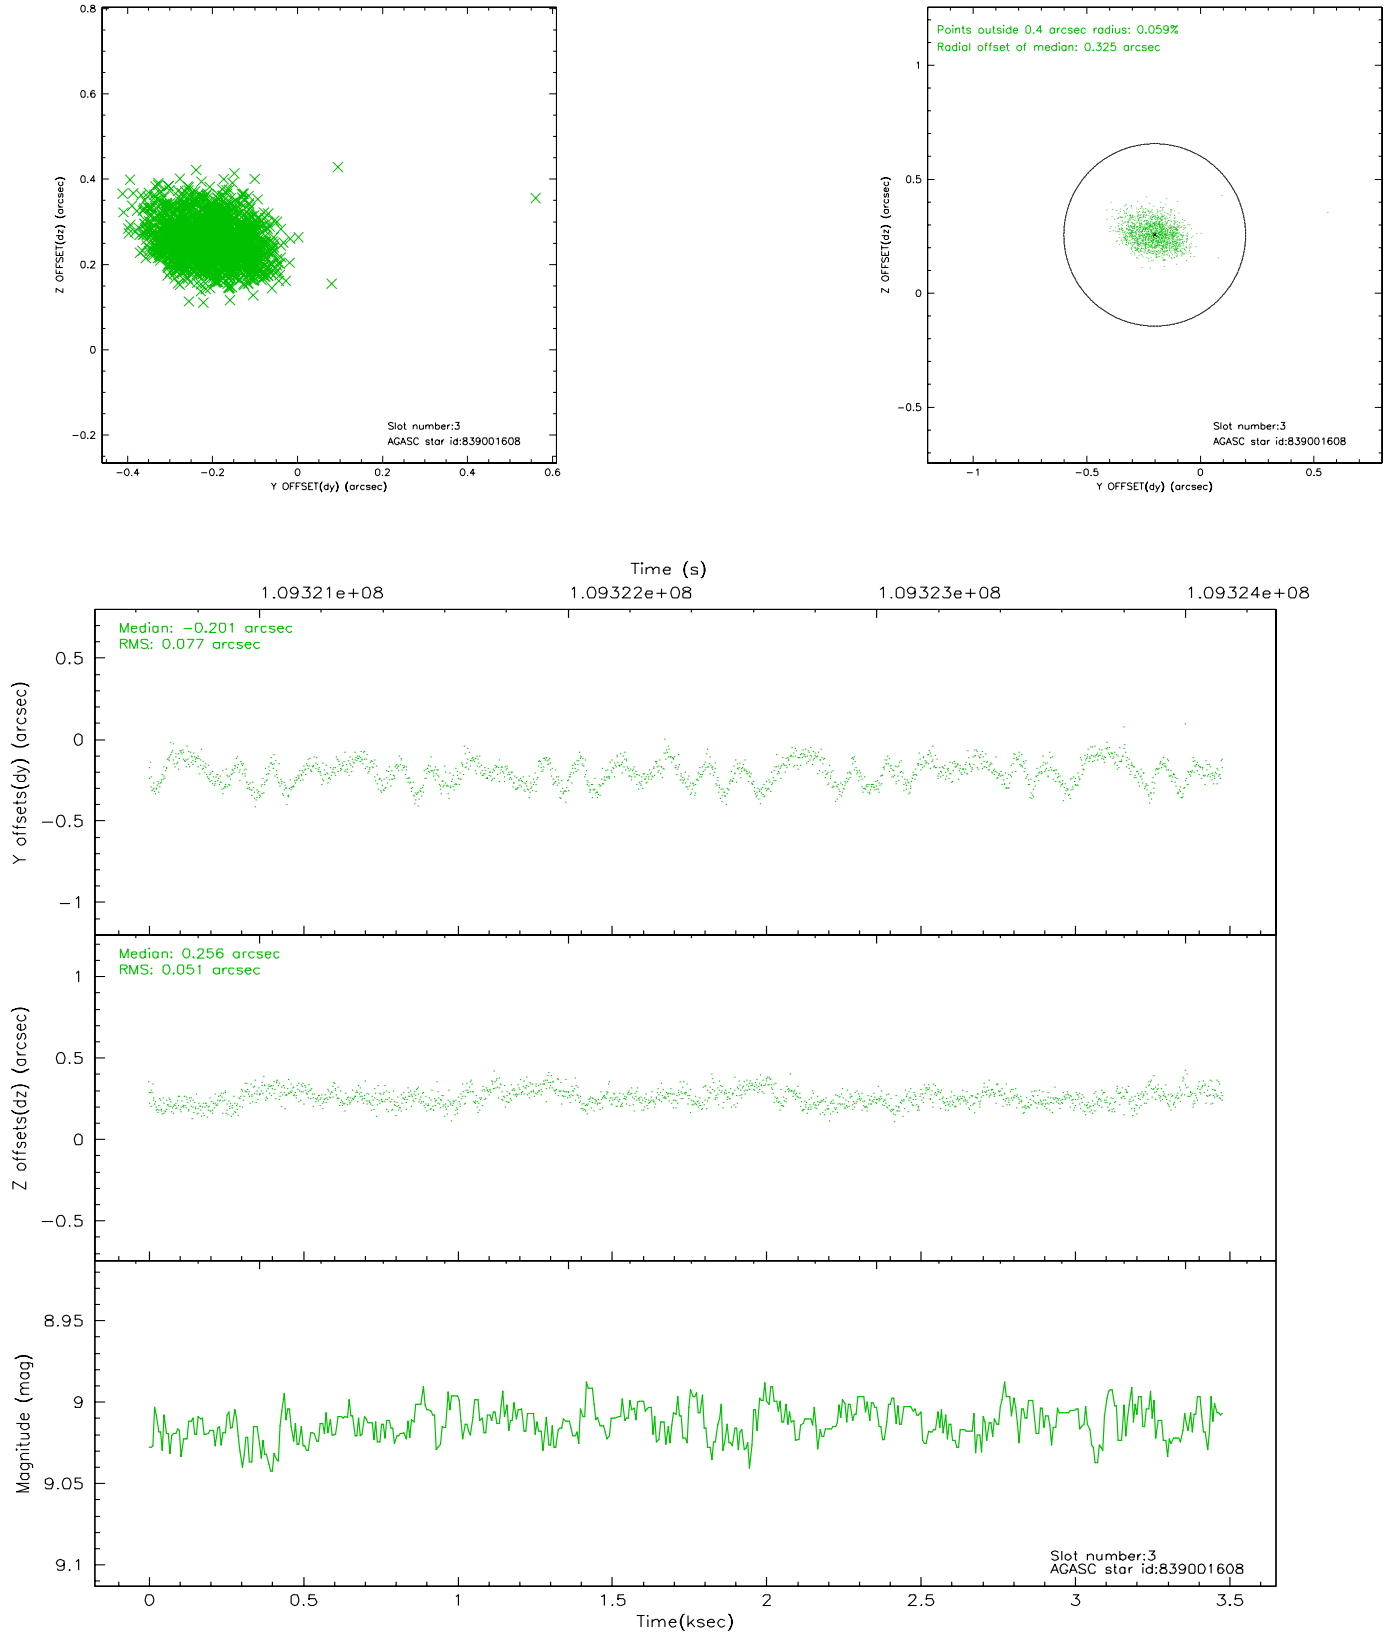 0.8
0.6
0.4
0.2
0
−0.2
Z OFFSET(dz) (arcsec)
Slot number:3
AGASC star id:839001608
−0.4 −0.2 0 0.2 0.4 0.6
Y OFFSET(dy) (arcsec)
Points outside 0.4 arcsec radius: 0.059%
Radial offset of median: 0.325 arcsec
1
0.5
0
−0.5
Z OFFSET(dz) (arcsec)
Slot number:3
AGASC star id:839001608
−1 −0.5 0 0.5
Y OFFSET(dy) (arcsec)
Time (s)
1.09321e+08 1.09322e+08 1.09323e+08 1.09324e+08
Median: −0.201 arcsec
RMS: 0.077 arcsec
0.5
0
−0.5
−1
Y offsets(dy) (arcsec)
Median: 0.256 arcsec
RMS: 0.051 arcsec
1
0.5
0
−0.5
Z offsets(dz) (arcsec)
8.95
9
9.05
9.1
Magnitude (mag)
Slot number:3
AGASC star id:839001608
0 0.5 1 1.5 2 2.5 3 3.5
Time(ksec)